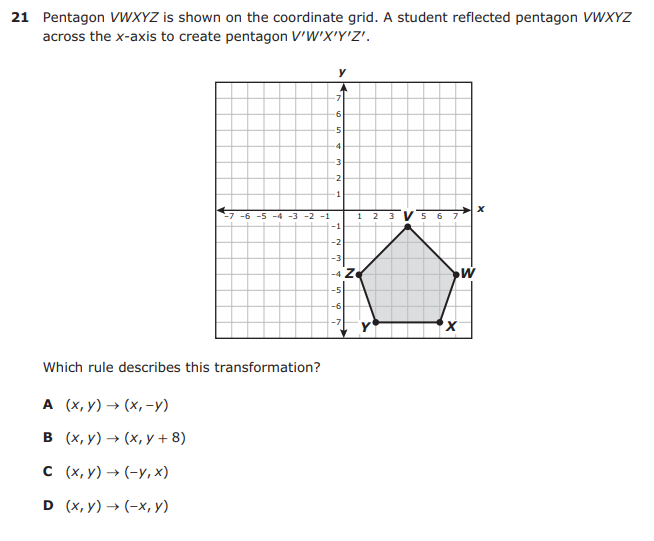 21 Pentagon VWXYZ is shown on the coordinate grid. A student reflected pentagon VWXYZ
across the x-axis to create pentagon V′W′X′Y′Z′.
y
7
6
5
4
3
2
1
x
-7 -6 -5 -4 -3 -2 -1 1 2 3 V 5 6 7
-1
-2
-3
-4 Z W
-5
-6
-7 Y X
Which rule describes this transformation?
A (x, y) → (x, −y)
B (x, y) → (x, y + 8)
C (x, y) → (−y, x)
D (x, y) → (−x, y)